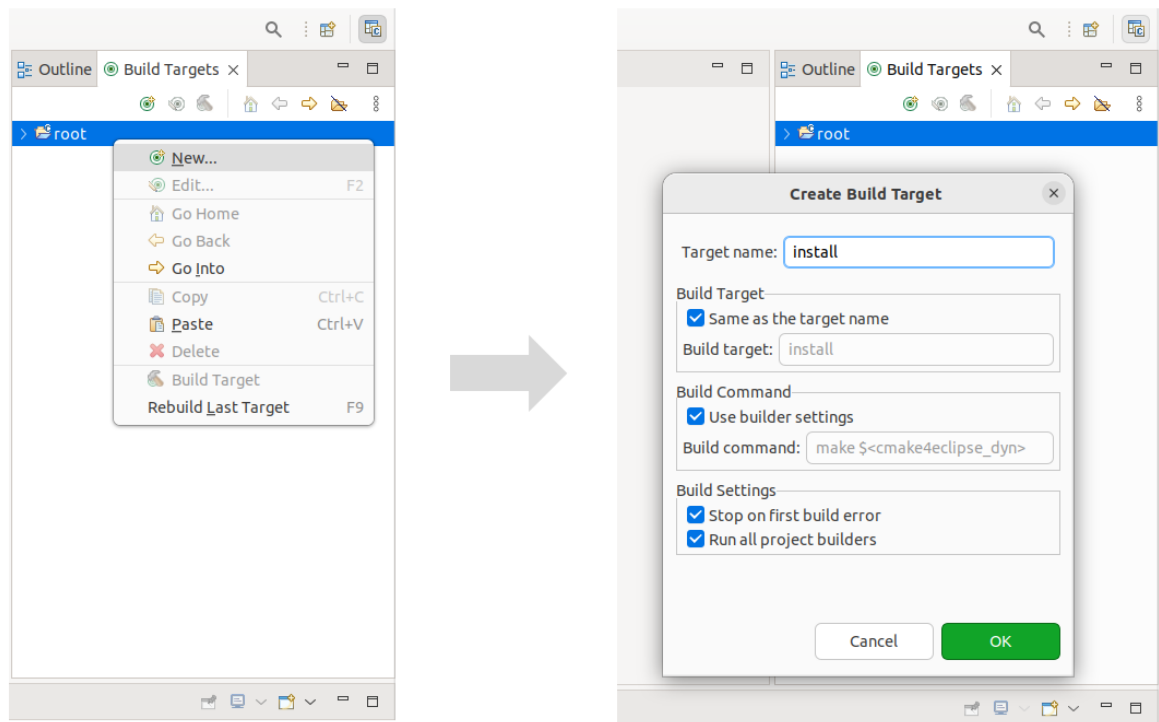 Outline Build Targets
root
New...
Edit... F2
Go Home
Go Back
Go Into
Copy Ctrl+C
Paste Ctrl+V
Delete
Build Target
Rebuild Last Target F9
Outline Build Targets
root
Create Build Target
Target name: install
Build Target
Same as the target name
Build target: install
Build Command
Use builder settings
Build command: make $<cmake4eclipse_dyn>
Build Settings
Stop on first build error
Run all project builders
Cancel OK